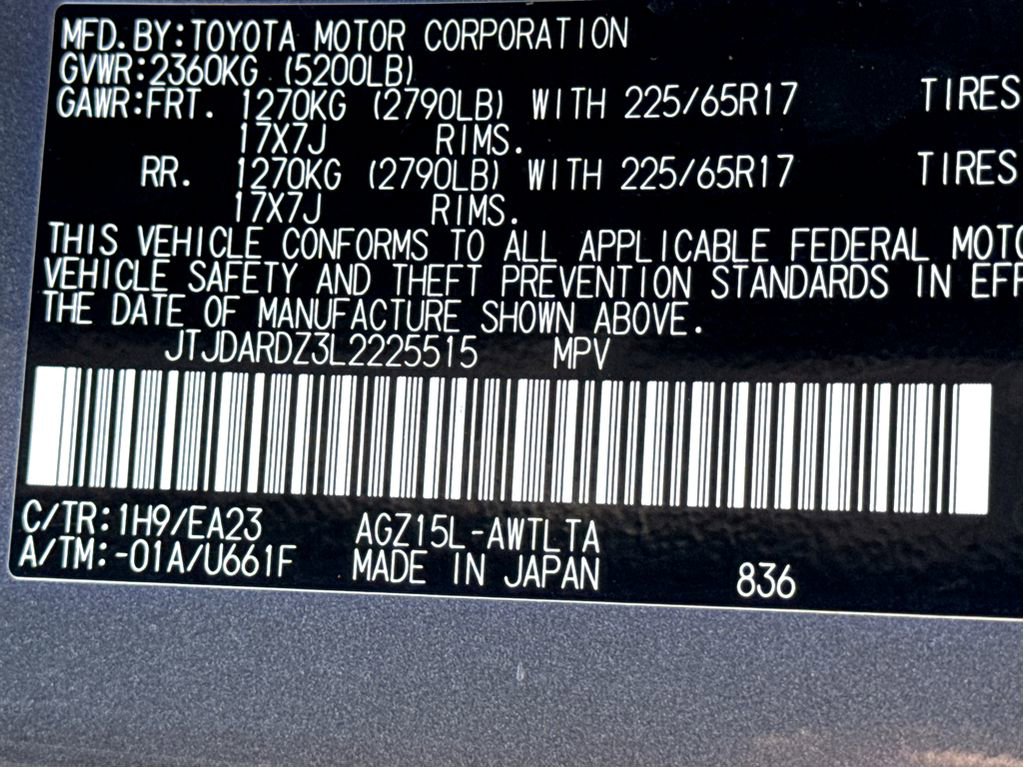 MFD.BY:TOYOTA MOTOR CORPORATION
GVWR:2360KG (5200LB)
GAWR:FRT. 1270KG (2790LB) WITH 225/65R17 TIRES
17X7J RIMS.
RR. 1270KG (2790LB) WITH 225/65R17 TIRES
17X7J RIMS.
THIS VEHICLE CONFORMS TO ALL APPLICABLE FEDERAL MOTO
VEHICLE SAFETY AND THEFT PREVENTION STANDARDS IN EFF
THE DATE OF MANUFACTURE SHOWN ABOVE.
JTJDARDZ3L2225515 MPV
C/TR:1H9/EA23 AGZ15L-AWTLTA
A/TM:-01A/U661F MADE IN JAPAN 836